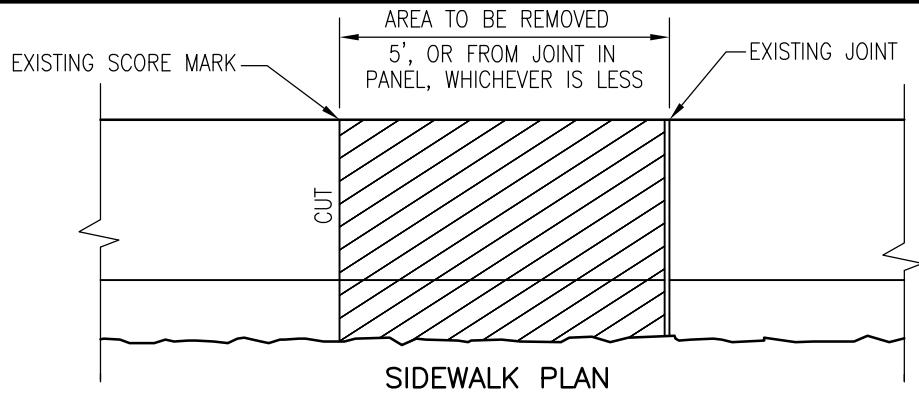 AREA TO BE REMOVED
5', OR FROM JOINT IN
PANEL, WHICHEVER IS LESS
EXISTING SCORE MARK
EXISTING JOINT
CUT
SIDEWALK PLAN